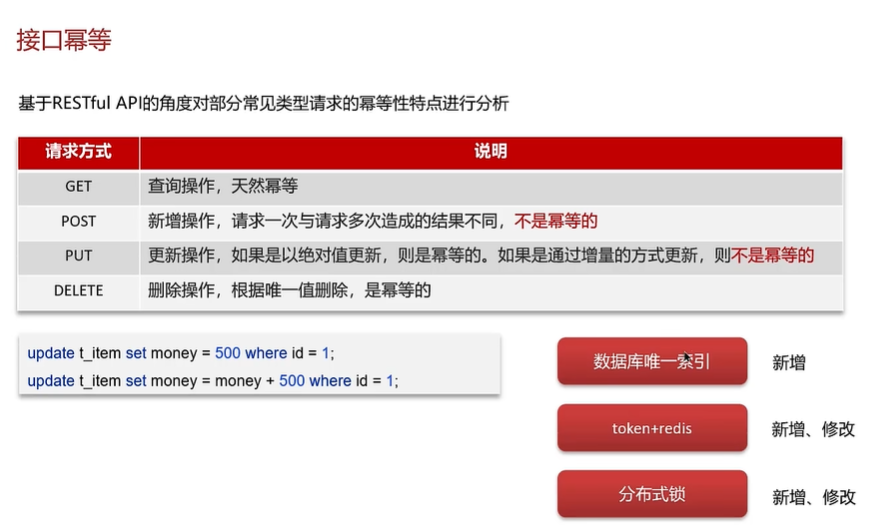 接口幂等
基于RESTful API的角度对部分常见类型请求的幂等性特点进行分析
请求方式 说明
GET 查询操作，天然幂等
POST 新增操作，请求一次与请求多次造成的结果不同，不是幂等的
PUT 更新操作，如果是以绝对值更新，则是幂等的。如果是通过增量的方式更新，则不是幂等的
DELETE 删除操作，根据唯一值删除，是幂等的
update t_item set money = 500 where id = 1;
update t_item set money = money + 500 where id = 1;
数据库唯一索引 新增
token+redis 新增、修改
分布式锁 新增、修改